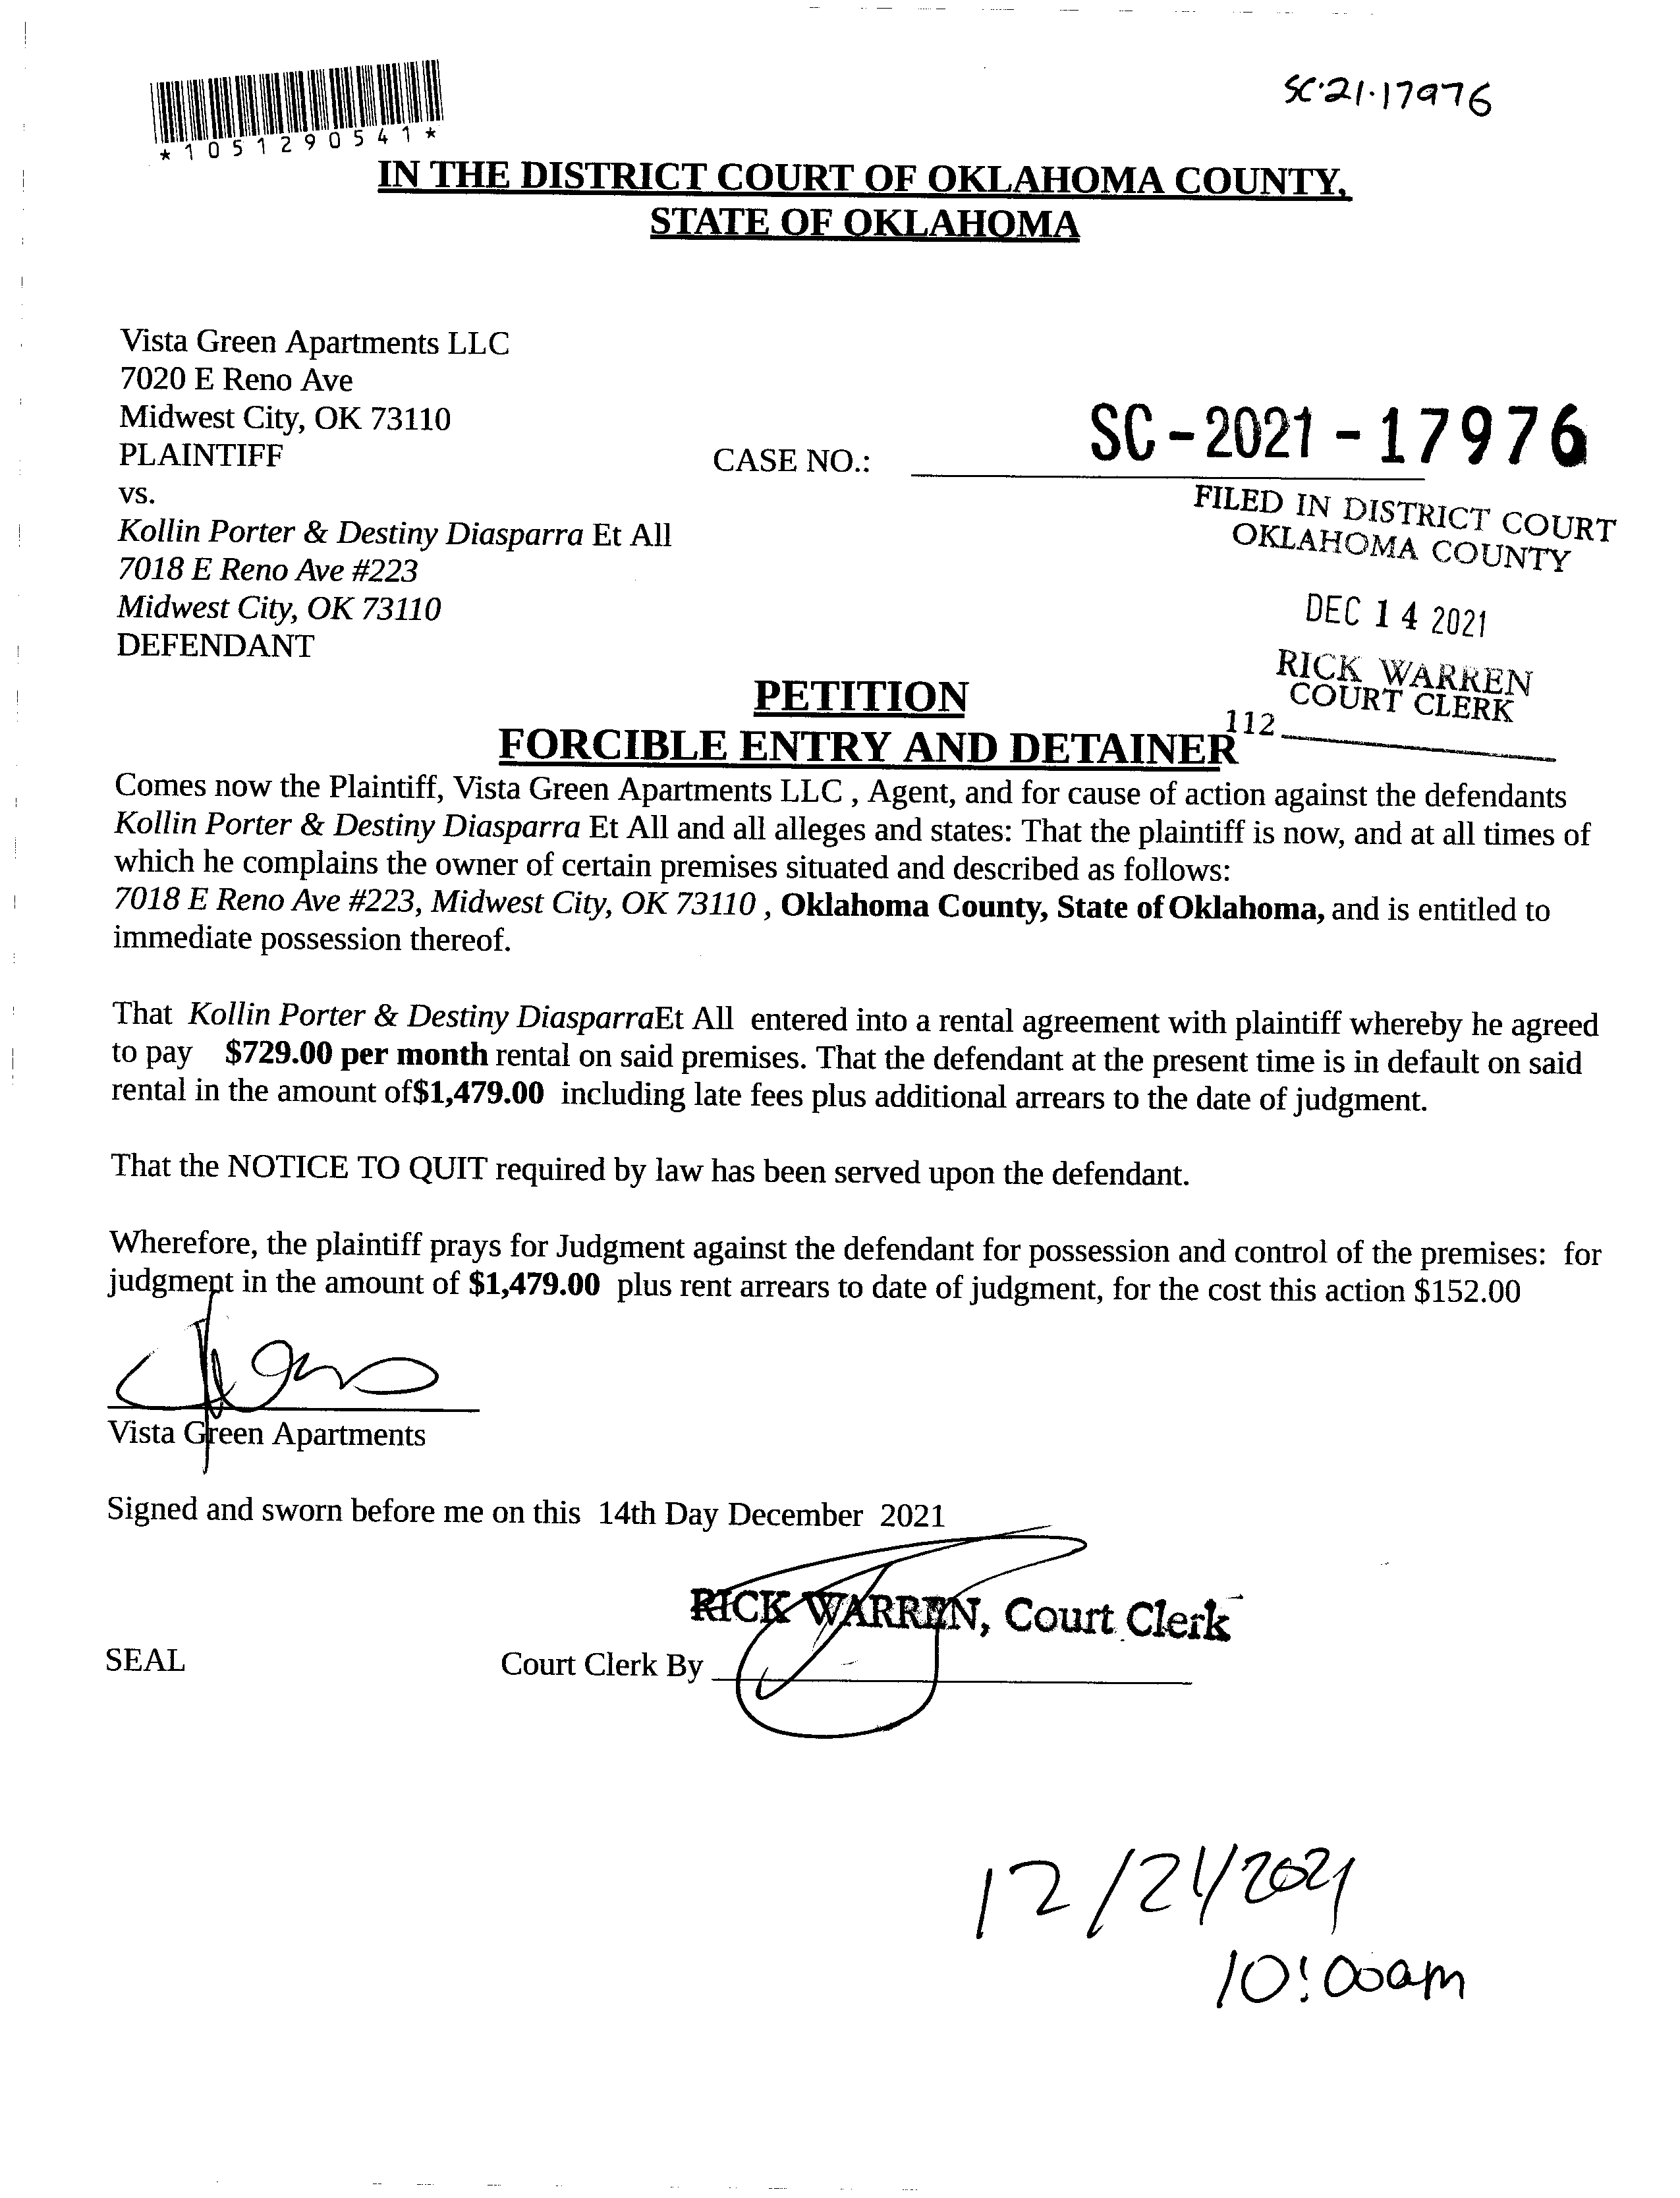 SC·21·17976
*1051290541*
IN THE DISTRICT COURT OF OKLAHOMA COUNTY,
STATE OF OKLAHOMA
Vista Green Apartments LLC
7020 E Reno Ave
Midwest City, OK 73110
PLAINTIFF
CASE NO.: SC-2021-17976
vs.
Kollin Porter & Destiny Diasparra Et All
7018 E Reno Ave #223
Midwest City, OK 73110
DEFENDANT
FILED IN DISTRICT COURT
OKLAHOMA COUNTY
DEC 14 2021
RICK WARREN
COURT CLERK
112
PETITION
FORCIBLE ENTRY AND DETAINER
Comes now the Plaintiff, Vista Green Apartments LLC , Agent, and for cause of action against the defendants
Kollin Porter & Destiny Diasparra Et All and all alleges and states: That the plaintiff is now, and at all times of
which he complains the owner of certain premises situated and described as follows:
7018 E Reno Ave #223, Midwest City, OK 73110 , Oklahoma County, State of Oklahoma, and is entitled to
immediate possession thereof.
That Kollin Porter & Destiny DiasparraEt All entered into a rental agreement with plaintiff whereby he agreed
to pay $729.00 per month rental on said premises. That the defendant at the present time is in default on said
rental in the amount of$1,479.00 including late fees plus additional arrears to the date of judgment.
That the NOTICE TO QUIT required by law has been served upon the defendant.
Wherefore, the plaintiff prays for Judgment against the defendant for possession and control of the premises: for
judgment in the amount of $1,479.00 plus rent arrears to date of judgment, for the cost this action $152.00
Vista Green Apartments
Signed and sworn before me on this 14th Day December 2021
RICK WARREN, Court Clerk
SEAL
Court Clerk By
12/21/2021
10:00am